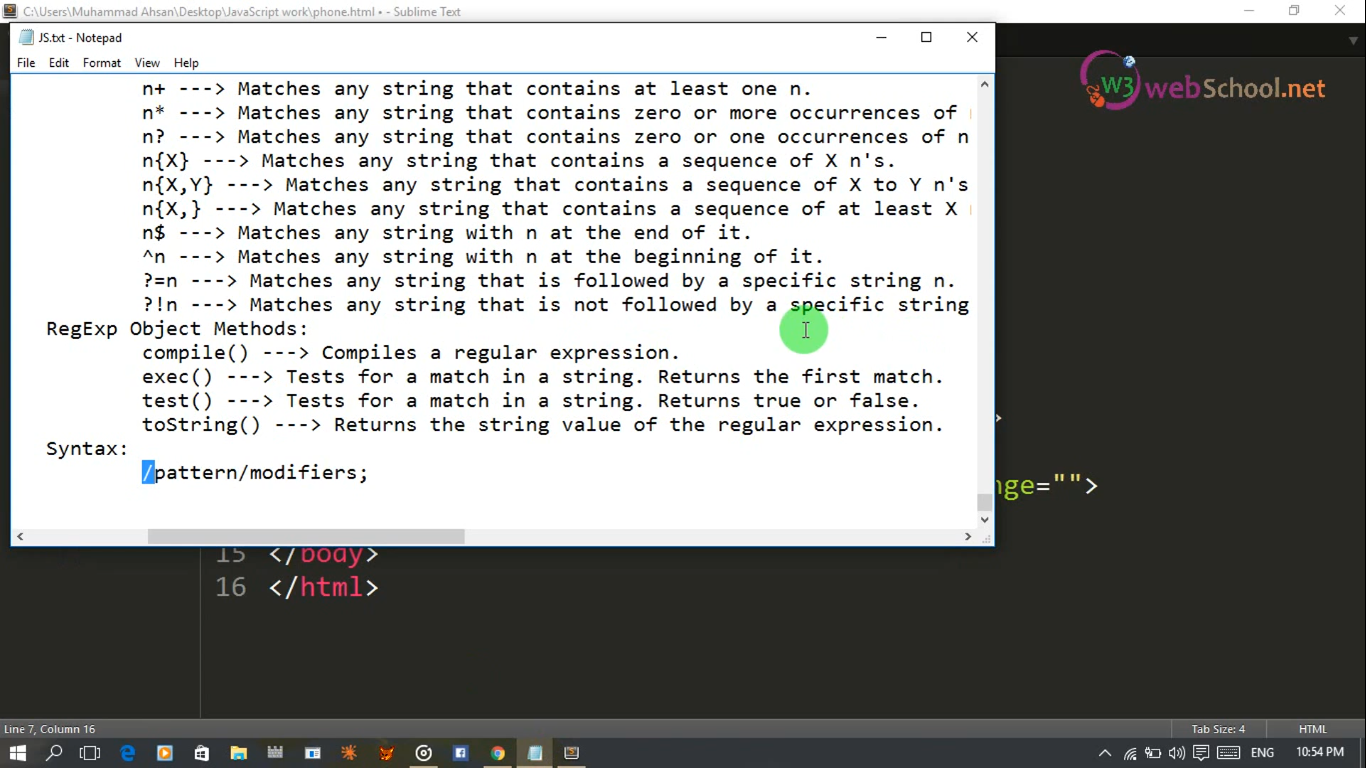 C:\Users\Muhammad Ahsan\Desktop\JavaScript work\phone.html • - Sublime Text
JS.txt - Notepad
File Edit Format View Help
W3webSchool.net
n+ ---> Matches any string that contains at least one n.
n* ---> Matches any string that contains zero or more occurrences of
n? ---> Matches any string that contains zero or one occurrences of n
n{X} ---> Matches any string that contains a sequence of X n's.
n{X,Y} ---> Matches any string that contains a sequence of X to Y n's
n{X,} ---> Matches any string that contains a sequence of at least X
n$ ---> Matches any string with n at the end of it.
^n ---> Matches any string with n at the beginning of it.
?=n ---> Matches any string that is followed by a specific string n.
?!n ---> Matches any string that is not followed by a specific string
RegExp Object Methods:
compile() ---> Compiles a regular expression.
exec() ---> Tests for a match in a string. Returns the first match.
test() ---> Tests for a match in a string. Returns true or false.
toString() ---> Returns the string value of the regular expression.
>
Syntax:
/pattern/modifiers;
nge="">
15 </body>
16 </html>
Line 7, Column 16 Tab Size: 4 HTML
ENG 10:54 PM